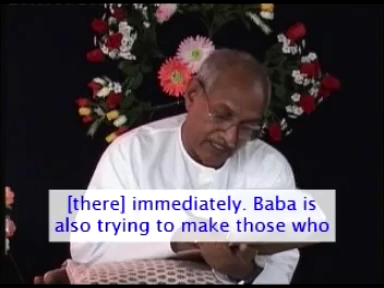 [there] immediately. Baba is
also trying to make those who